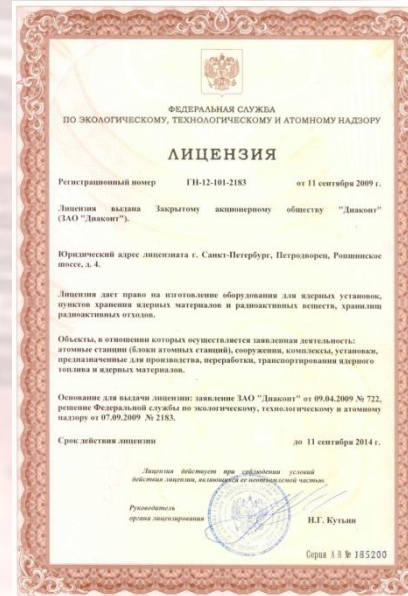 ФЕДЕРАЛЬНАЯ СЛУЖБА
ПО ЭКОЛОГИЧЕСКОМУ, ТЕХНОЛОГИЧЕСКОМУ И АТОМНОМУ НАДЗОРУ
ЛИЦЕНЗИЯ
Регистрационный номер ГН-12-101-2183 от 11 сентября 2009 г.
Лицензия выдана Закрытому акционерному обществу "Диаконт"
(ЗАО "Диаконт").
Юридический адрес лицензиата г. Санкт-Петербург, Петродворец, Ропшинское
шоссе, д. 4.
Лицензия дает право на изготовление оборудования для ядерных установок,
пунктов хранения ядерных материалов и радиоактивных веществ, хранилищ
радиоактивных отходов.
Объекты, в отношении которых осуществляется заявленная деятельность:
атомные станции (блоки атомных станций), сооружения, комплексы, установки,
предназначенные для производства, переработки, транспортирования ядерного
топлива и ядерных материалов.
Основание для выдачи лицензии: заявление ЗАО "Диаконт" от 09.04.2009 № 722,
решение Федеральной службы по экологическому, технологическому и атомному
надзору от 07.09.2009 № 2183.
Срок действия лицензии до 11 сентября 2014 г.
Лицензия действует при соблюдении условий
действия лицензии, являющихся ее неотъемлемой частью.
Руководитель
органа лицензирования Н.Г. Кутьин
Серия А В № 185200